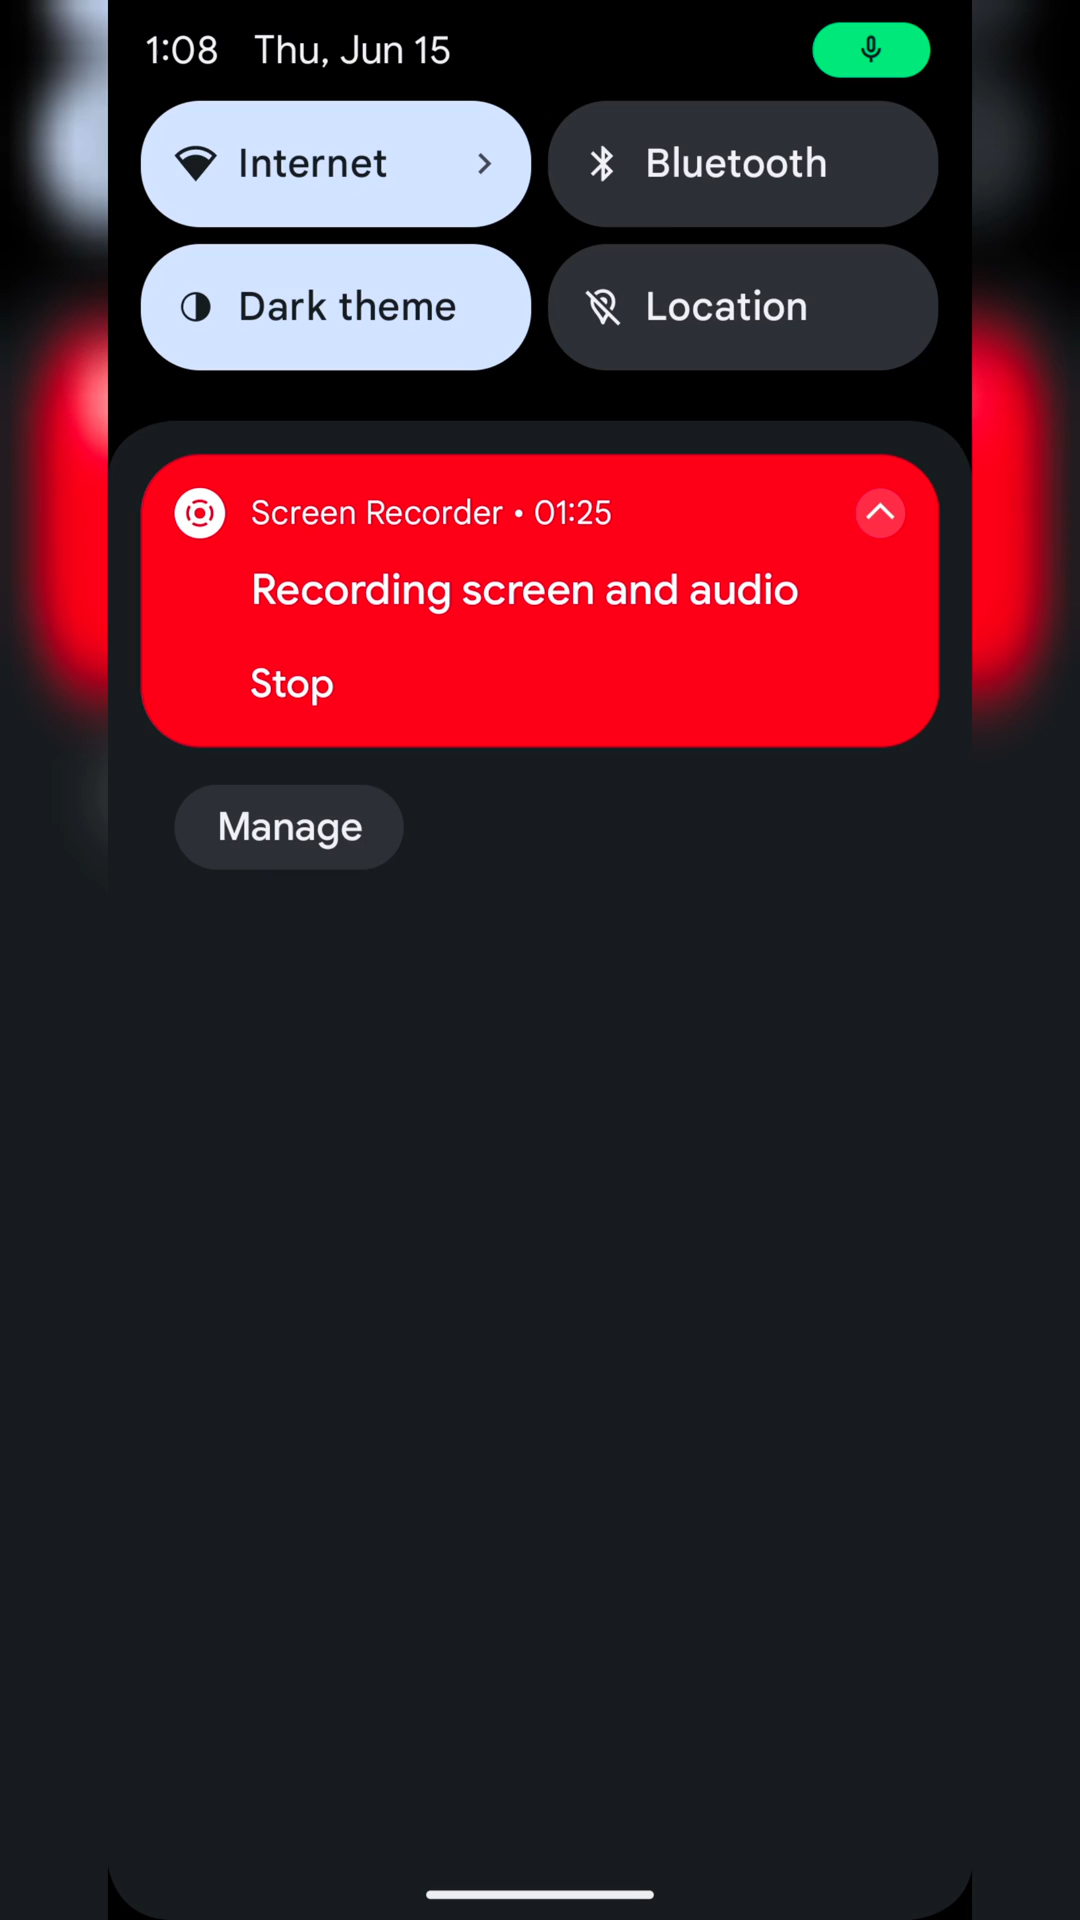 1:08 Thu, Jun 15
Internet Bluetooth
Dark theme Location
Screen Recorder • 01:25
Recording screen and audio
Stop
Manage